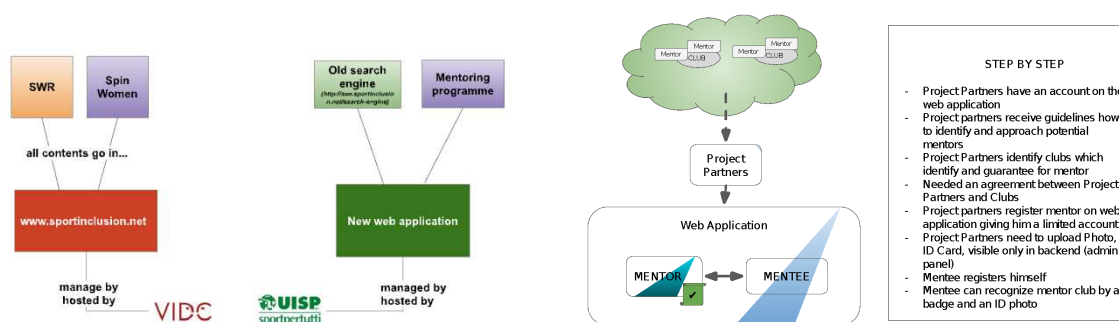 SWR
Spin
Women
all contents go in...
www.sportinclusion.net
manage by
hosted by
VIDC
Old search
engine
(http://swr.sportinclusio
n.net/search-engine)
Mentoring
programme
New web application
managed by
hosted by
UISP
sportpertutti
Mentor
Mentor
CLUB
Mentor
Mentor
CLUB
Project
Partners
Web Application
MENTOR
MENTEE
STEP BY STEP
- Project Partners have an account on the
web application
- Project partners receive guidelines how
to identify and approach potential
mentors
- Project Partners identify clubs which
identify and guarantee for mentor
- Needed an agreement between Project
Partners and Clubs
- Project partners register mentor on web
application giving him a limited account
- Project Partners need to upload Photo,
ID Card, visible only in backend (admin
panel)
- Mentee registers himself
- Mentee can recognize mentor club by a
badge and an ID photo